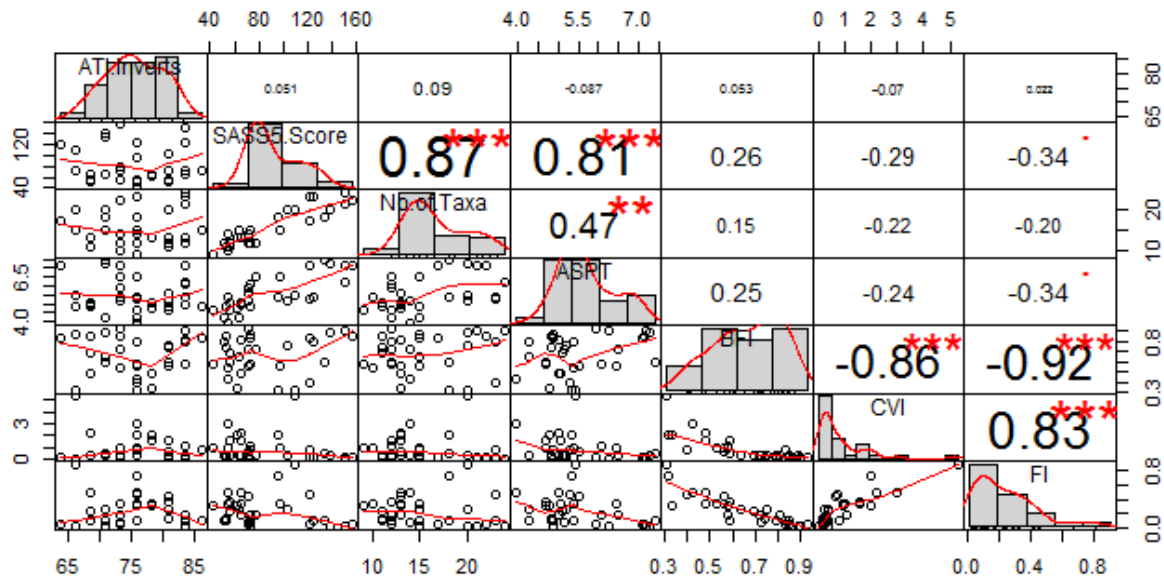 40 80 120 160 4.0 5.5 7.0 0 1 2 3 4 5
0.051 0.09 -0.087 0.053 -0.07 0.022
65 80
SASS5.Score 0.87*** 0.81*** 0.26 -0.29 -0.34 .
40 120
No.of.Taxa 0.47** 0.15 -0.22 -0.20
10 20
4.0 6.5
ASPT 0.25 -0.24 -0.34 .
-0.86*** -0.92***
0.3 0.8
0 3
CVI 0.83***
FI
0.0 0.8
65 75 85 10 15 20 0.3 0.5 0.7 0.9 0.0 0.4 0.8